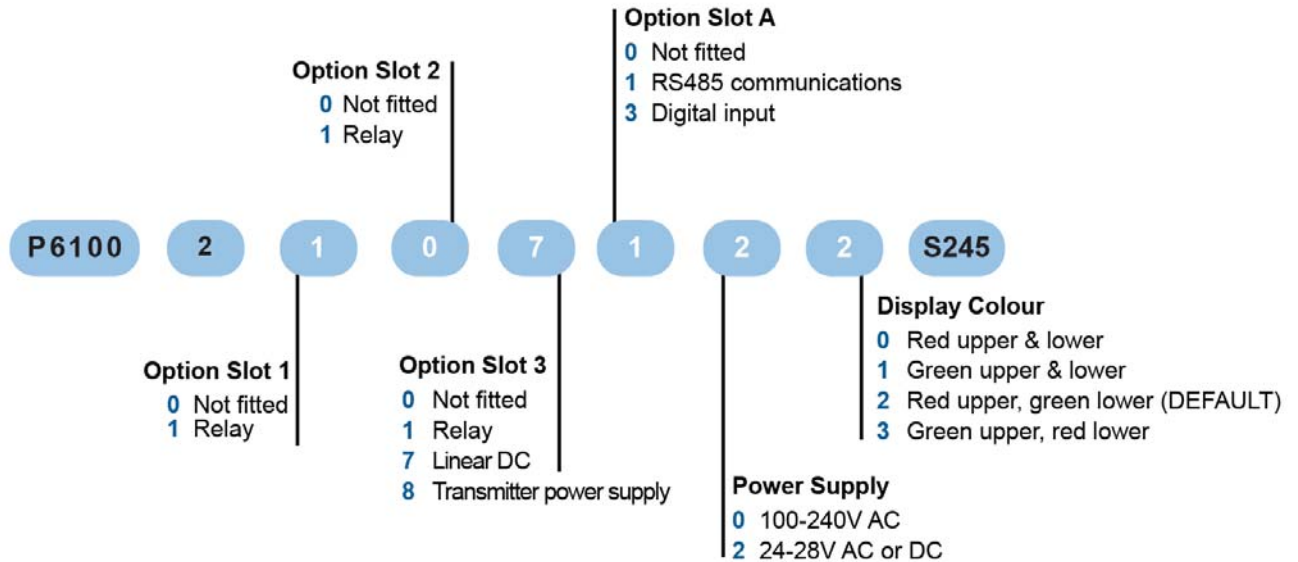 Option Slot A
0 Not fitted
1 RS485 communications
3 Digital input
Option Slot 2
0 Not fitted
1 Relay
P6100 2 1 0 7 1 2 2 S245
Option Slot 1
0 Not fitted
1 Relay
Option Slot 3
0 Not fitted
1 Relay
7 Linear DC
8 Transmitter power supply
Power Supply
0 100-240V AC
2 24-28V AC or DC
Display Colour
0 Red upper & lower
1 Green upper & lower
2 Red upper, green lower (DEFAULT)
3 Green upper, red lower